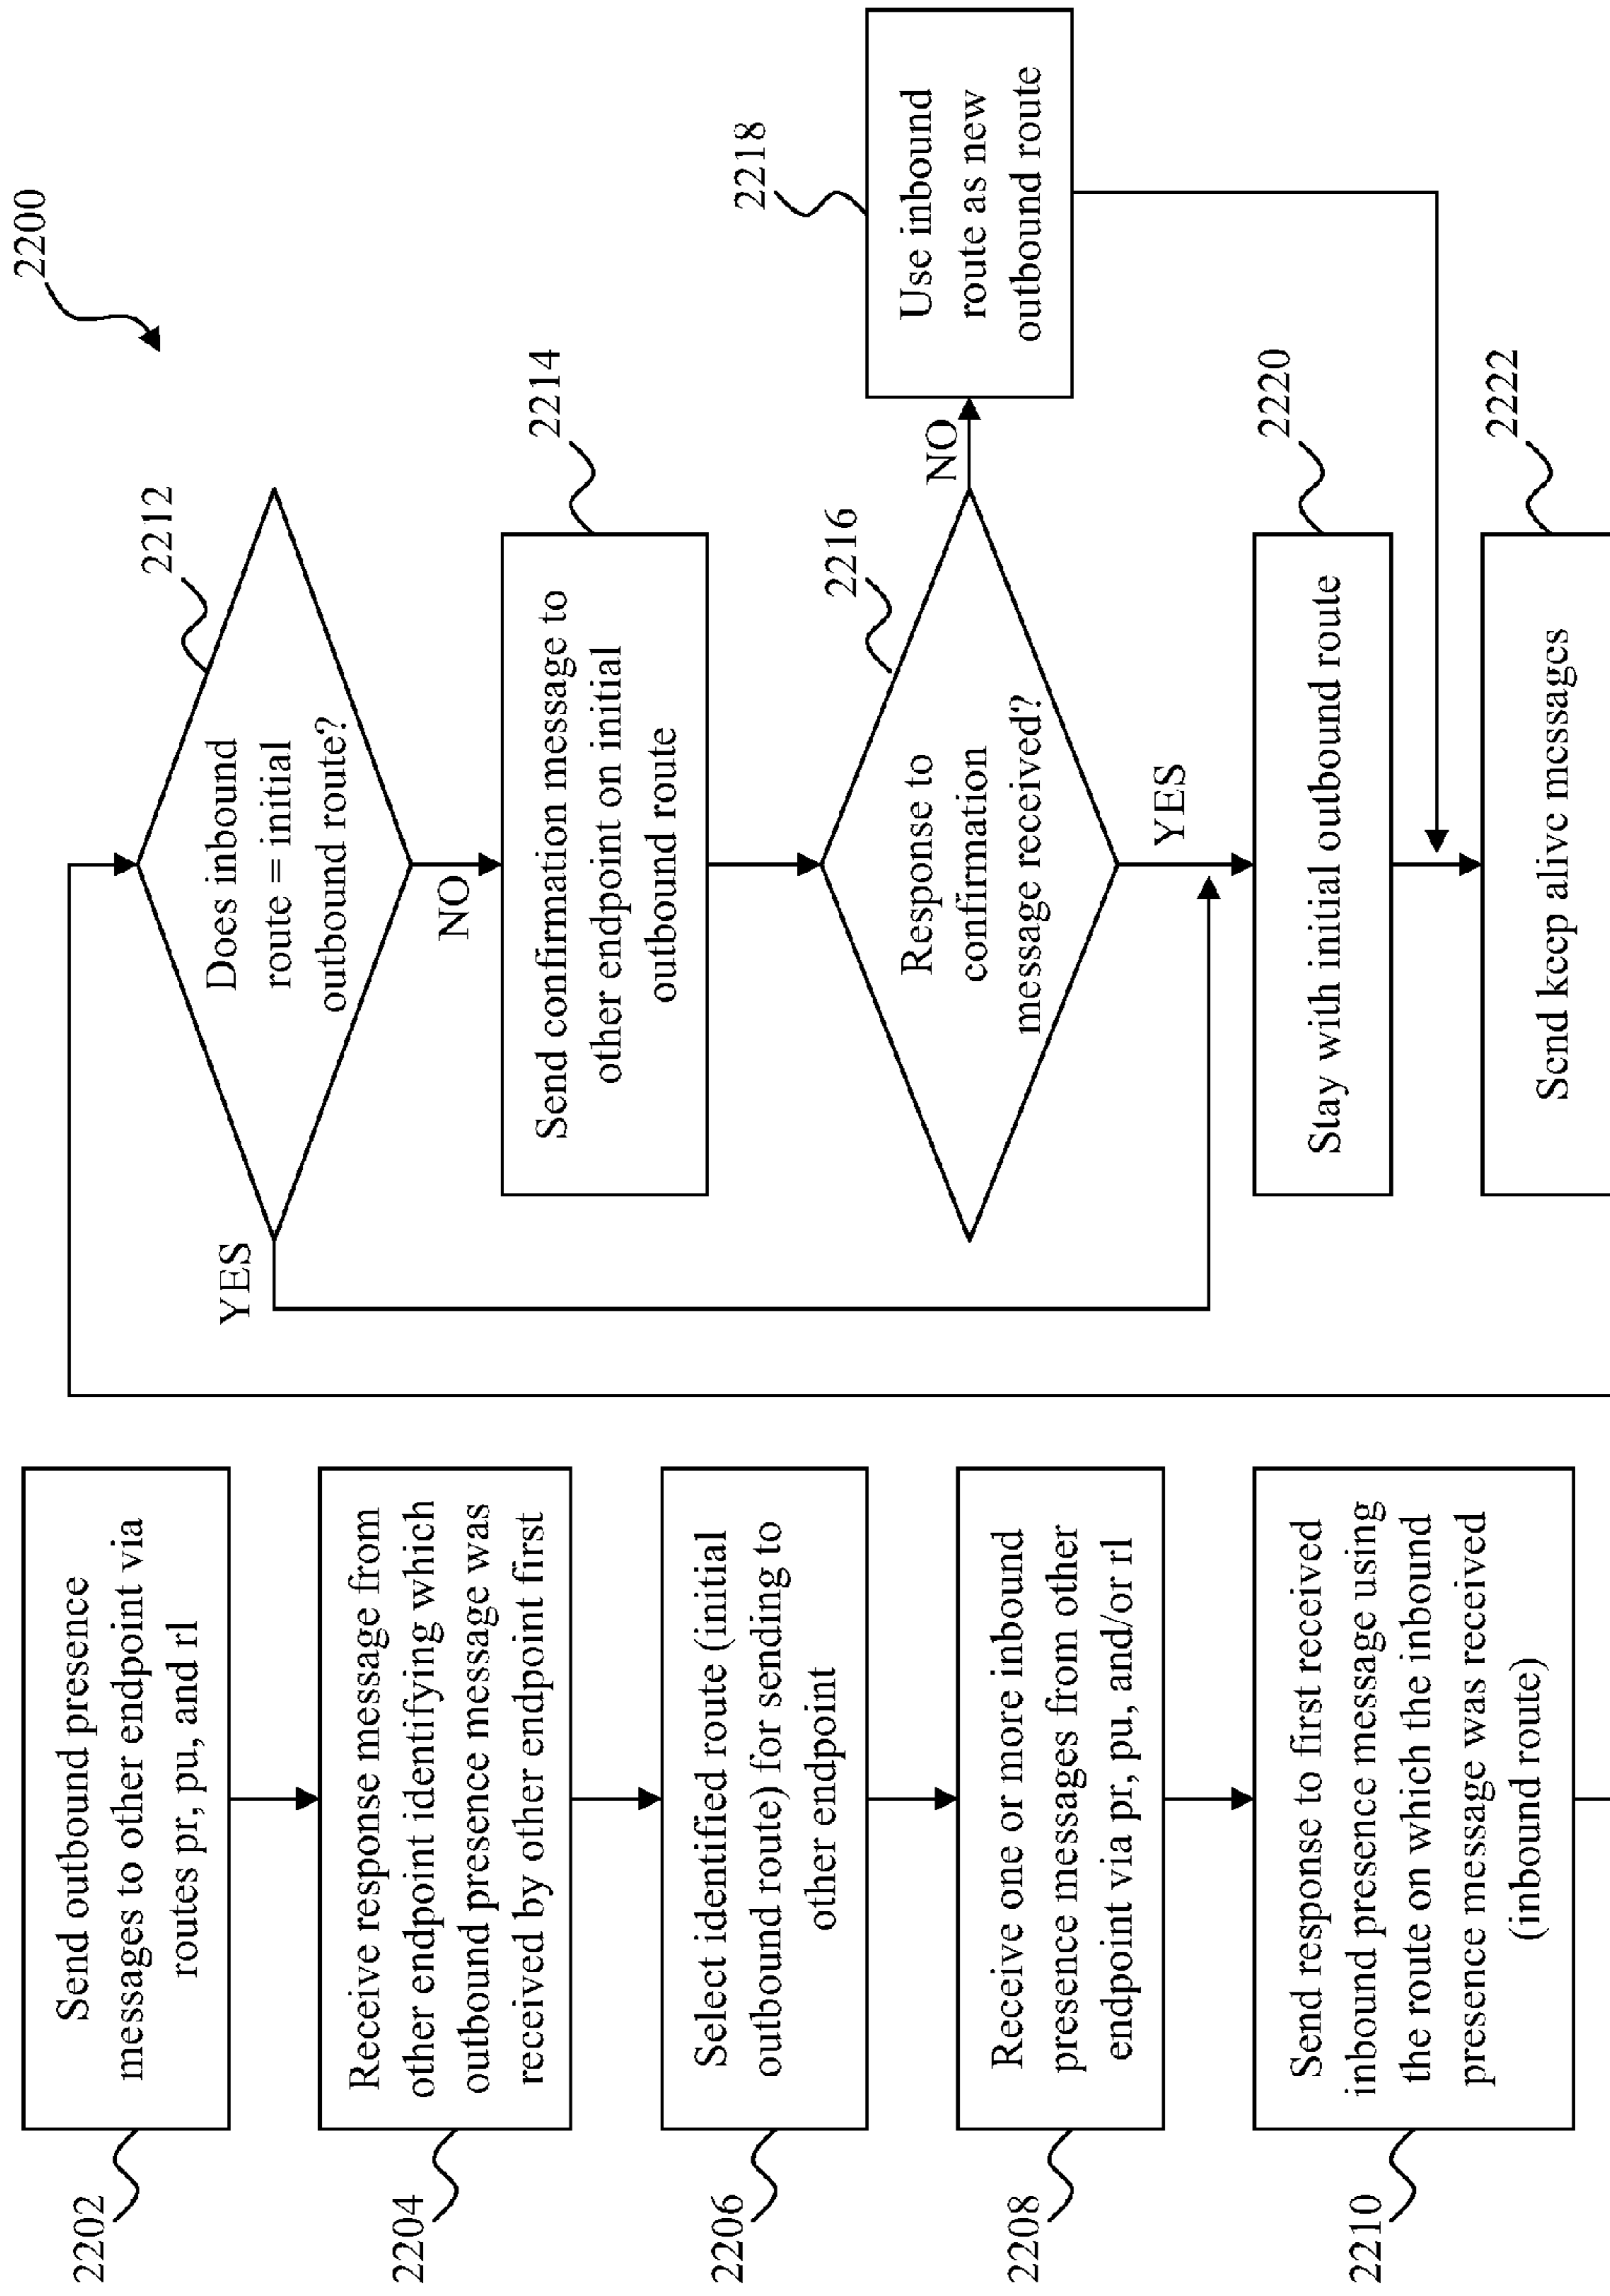 2200
2202
Send outbound presence
messages to other endpoint via
routes pr, pu, and rl
2204
Receive response message from
other endpoint identifying which
outbound presence message was
received by other endpoint first
2206
Select identified route (initial
outbound route) for sending to
other endpoint
2208
Receive one or more inbound
presence messages from other
endpoint via pr, pu, and/or rl
2210
Send response to first received
inbound presence message using
the route on which the inbound
presence message was received
(inbound route)
2212
Does inbound
route = initial
outbound route?
YES
NO
2214
Send confirmation message to
other endpoint on initial
outbound route
2216
Response to
confirmation
message received?
NO
YES
2218
Use inbound
route as new
outbound route
2220
Stay with initial outbound route
2222
Send keep alive messages